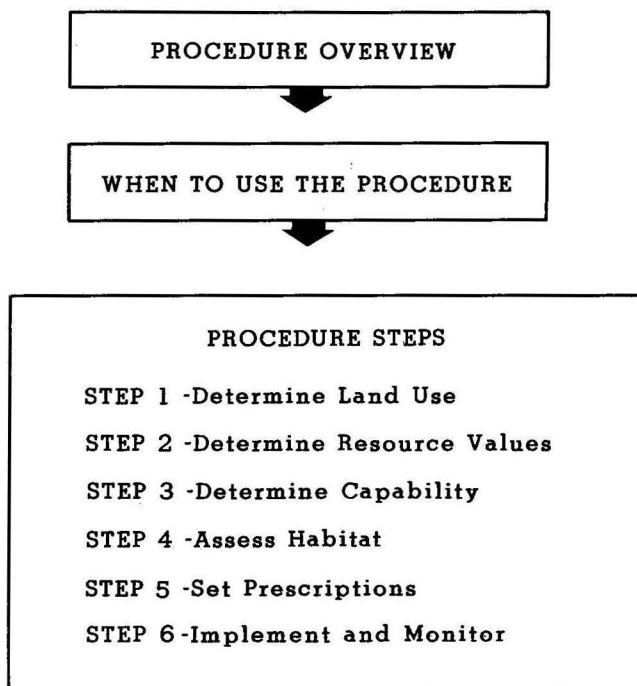 PROCEDURE OVERVIEW
WHEN TO USE THE PROCEDURE
PROCEDURE STEPS
STEP 1 -Determine Land Use
STEP 2 -Determine Resource Values
STEP 3 -Determine Capability
STEP 4 -Assess Habitat
STEP 5 -Set Prescriptions
STEP 6 -Implement and Monitor